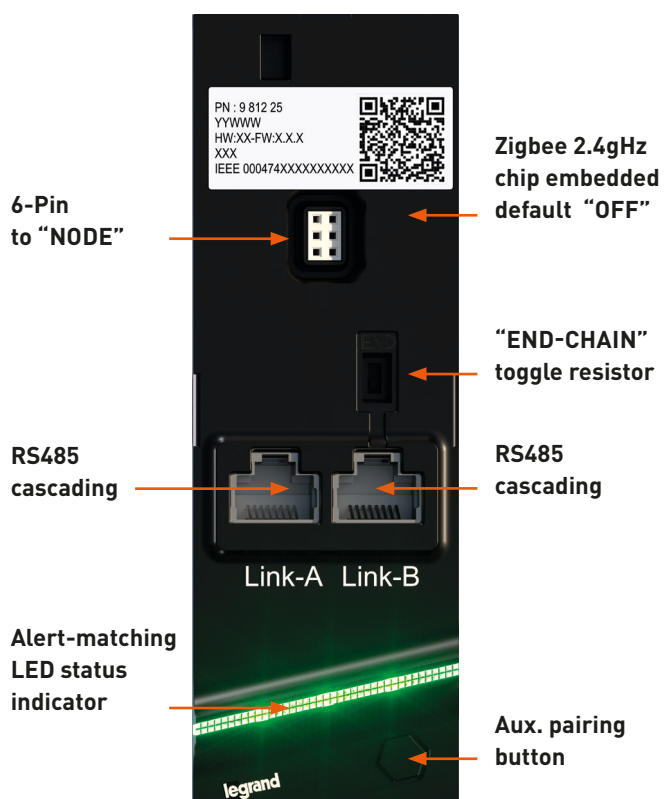 PN : 9 812 25
YYWWW
HW:XX-FW:X.X.X
XXX
IEEE 000474XXXXXXXXXX
Zigbee 2.4gHz
chip embedded
default “OFF”
6-Pin
to “NODE”
END
“END-CHAIN”
toggle resistor
RS485
cascading
RS485
cascading
Link-A Link-B
Alert-matching
LED status
indicator
Aux. pairing
button
legrand